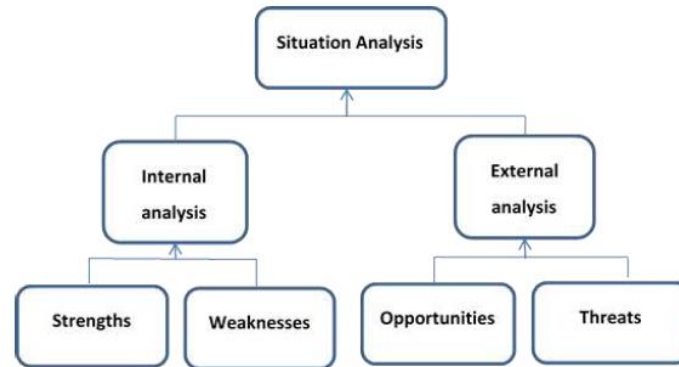 Situation Analysis
Internal
analysis
External
analysis
Strengths
Weaknesses
Opportunities
Threats